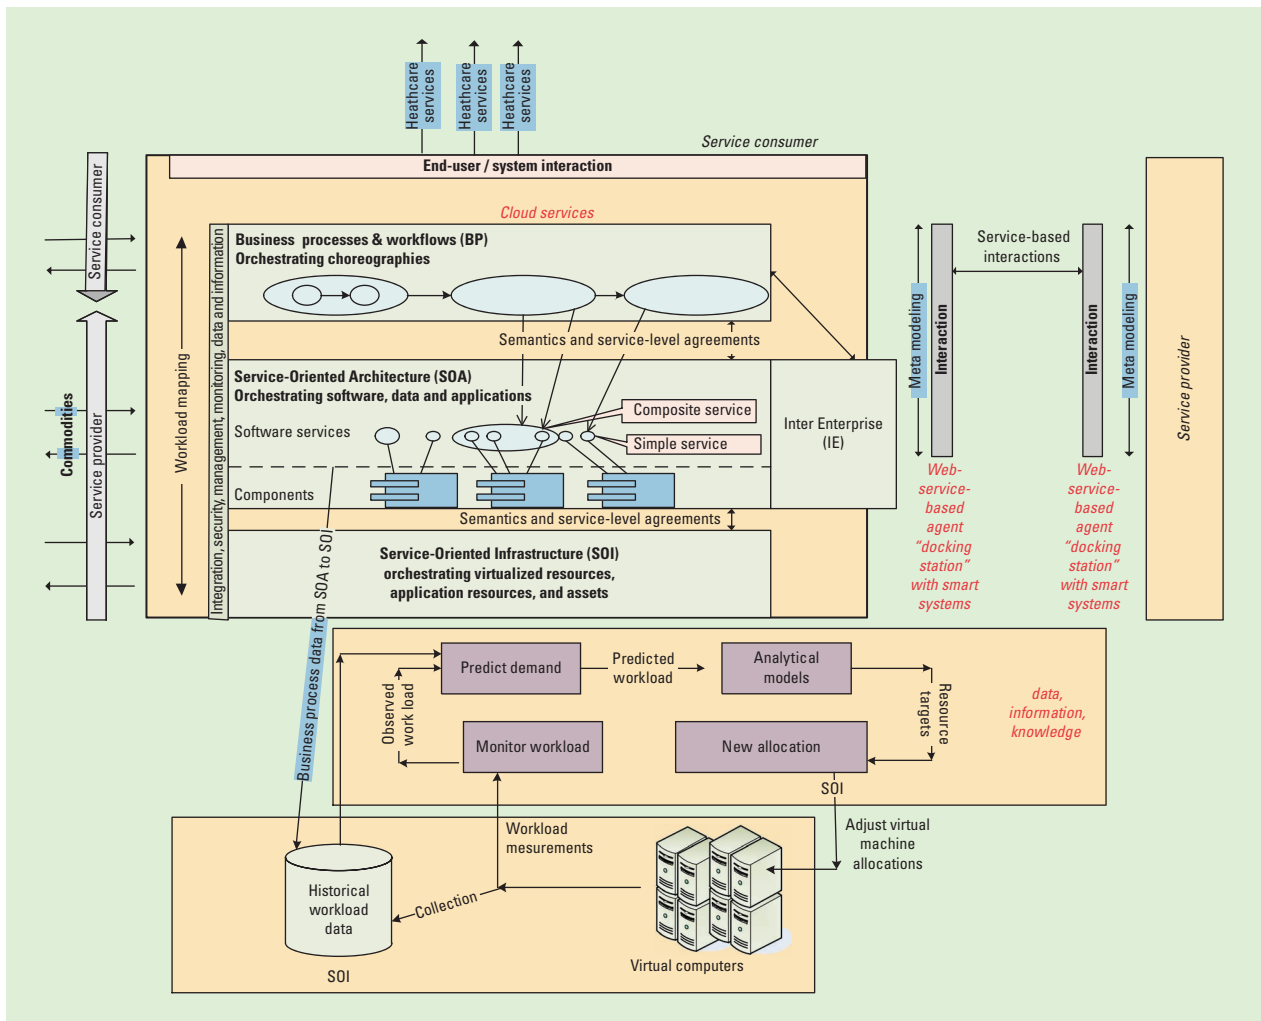 Heathcare
services
Heathcare
services
Heathcare
services
Service consumer
End-user / system interaction
Cloud services
Service consumer
Service provider
Commodities
Workload mapping
Integration, security, management, monitoring, data and information
Business processes & workflows (BP)
Orchestrating choreographies
Semantics and service-level agreements
Service-Oriented Architecture (SOA)
Orchestrating software, data and applications
Composite service
Software services
Simple service
Components
Inter Enterprise
(IE)
Semantics and service-level agreements
Service-Oriented Infrastructure (SOI)
orchestrating virtualized resources,
application resources, and assets
Meta modeling
Interaction
Service-based
interactions
Interaction
Meta modeling
Service provider
Web-
service-
based
agent
“docking
station”
with smart
systems
Web-
service-
based
agent
“docking
station”
with smart
systems
Business process data from SOA to SOI
Predict demand
Predicted
workload
Analytical
models
Observed
work load
Resource
targets
data,
information,
knowledge
Monitor workload
New allocation
SOI
Workload
mesurements
Adjust virtual
machine
allocations
Historical
workload
data
Collection
Virtual computers
SOI